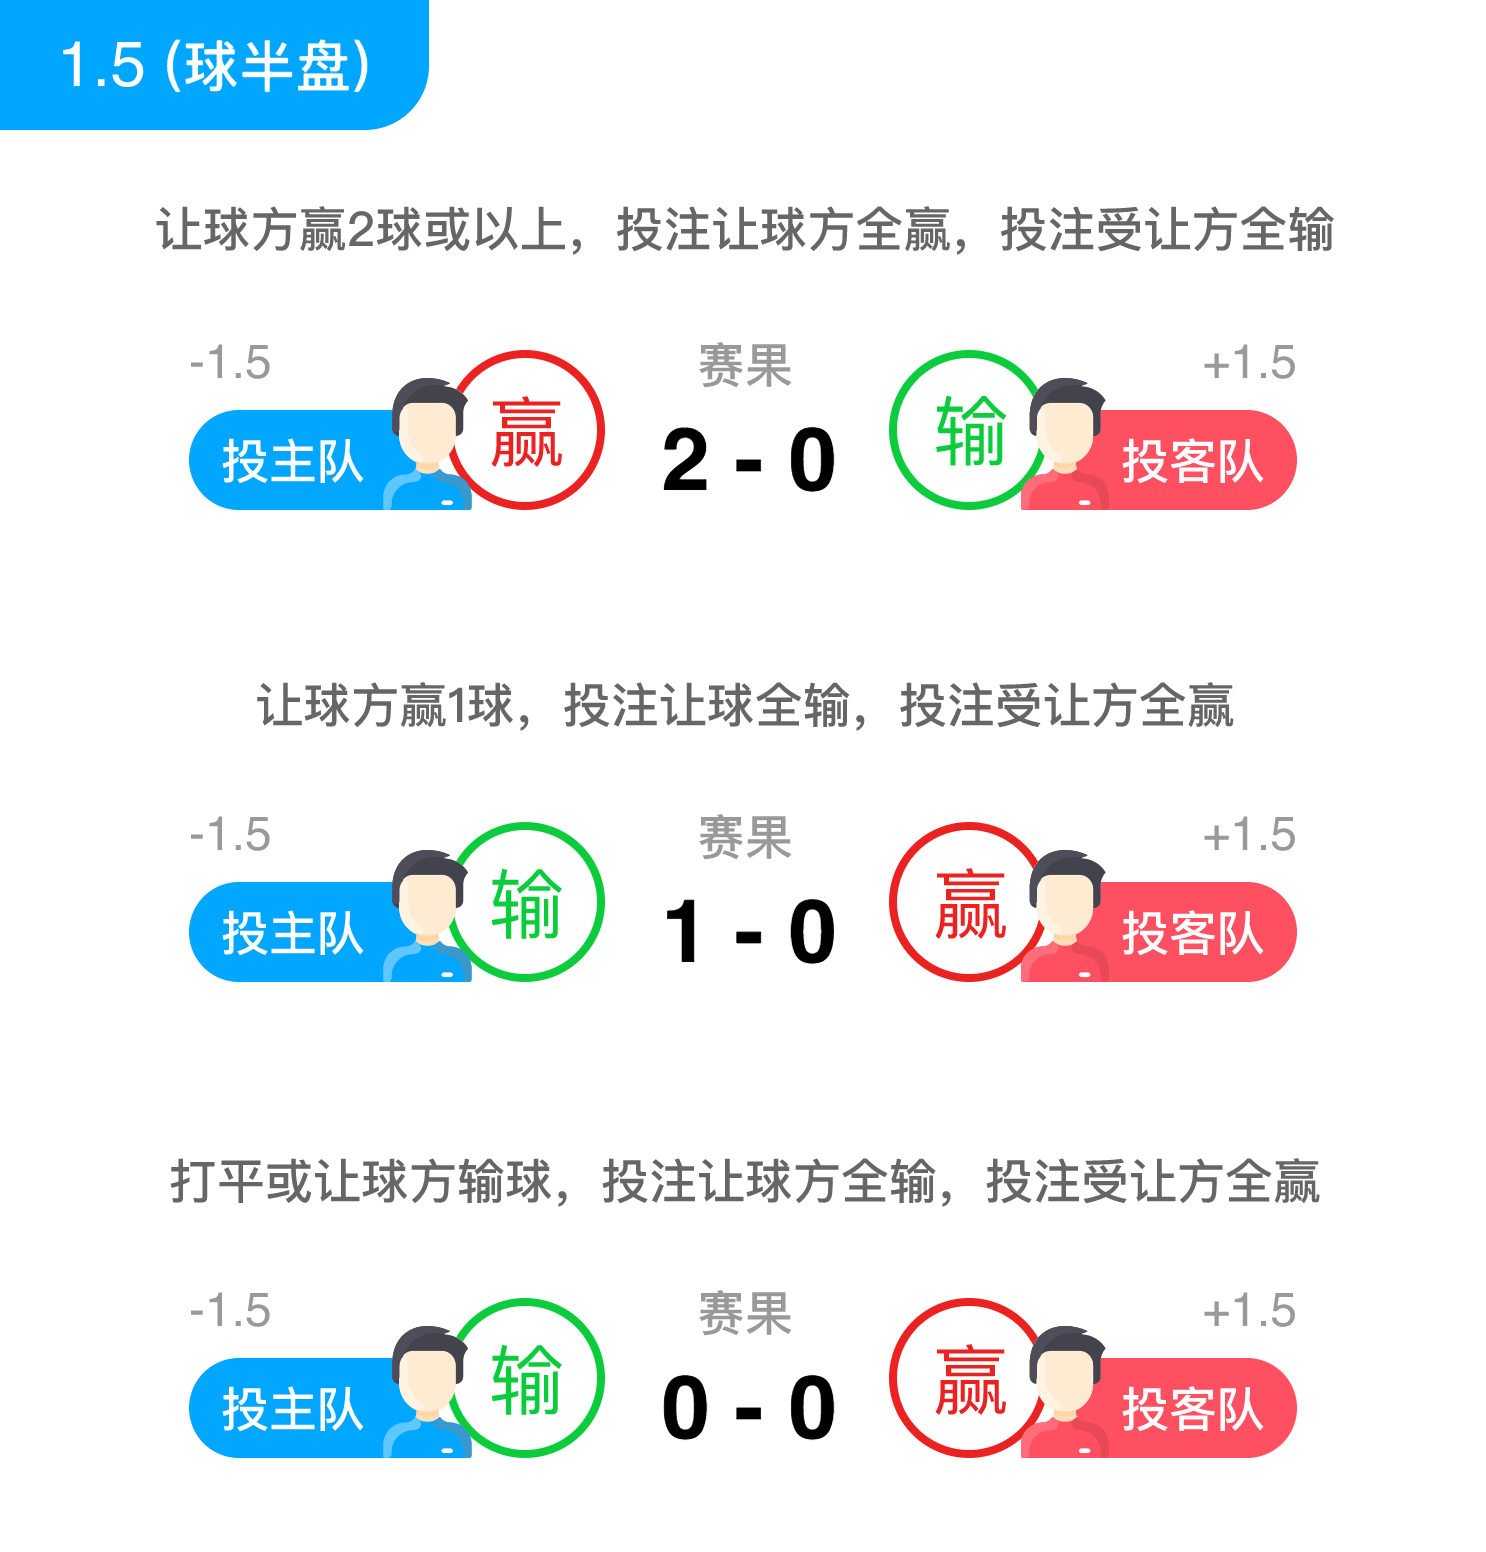 1.5 (球半盘)
让球方赢2球或以上，投注让球方全赢，投注受让方全输
-1.5 赛果 +1.5
投主队 赢 2 - 0 输 投客队
让球方赢1球，投注让球全输，投注受让方全赢
-1.5 赛果 +1.5
投主队 输 1 - 0 赢 投客队
打平或让球方输球，投注让球方全输，投注受让方全赢
-1.5 赛果 +1.5
投主队 输 0 - 0 赢 投客队